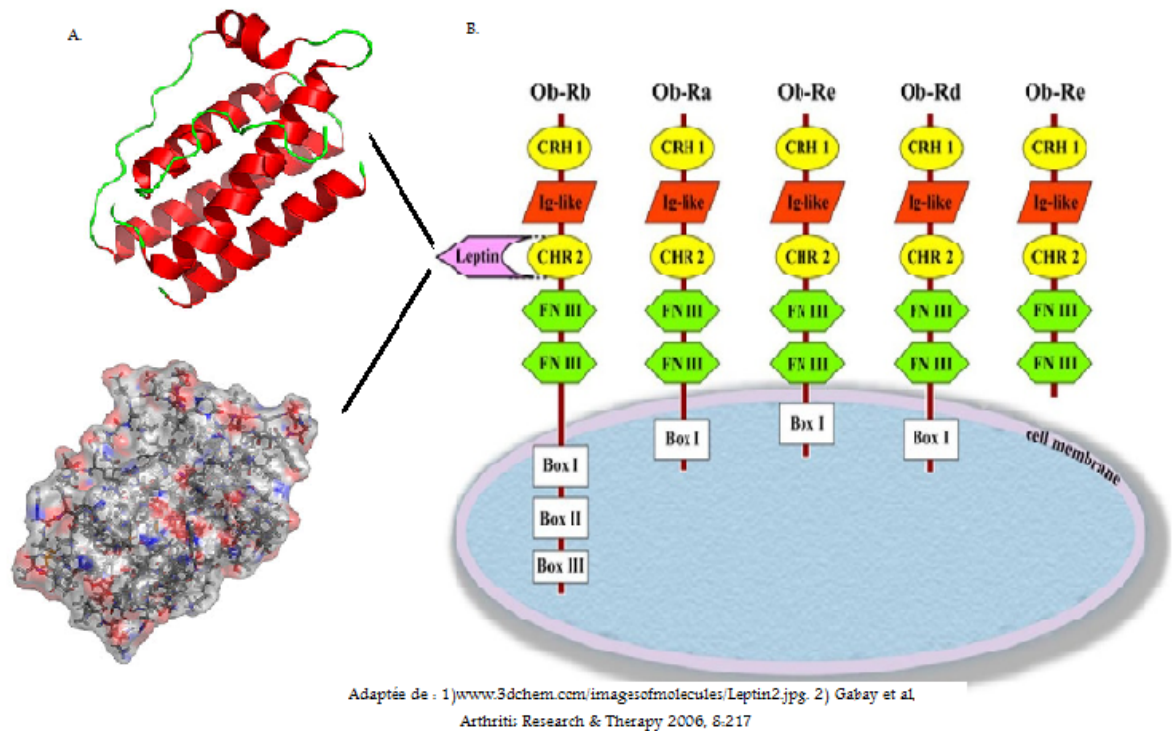 A.
B.
Ob-Rb Ob-Ra Ob-Re Ob-Rd Ob-Re
CRH 1 CRH 1 CRH 1 CRH 1 CRH 1
Ig-like Ig-like Ig-like Ig-like Ig-like
Leptin CHR 2 CHR 2 CHR 2 CHR 2 CHR 2
FN III FN III FN III FN III FN III
FN III FN III FN III FN III FN III
Box I Box I Box I Box I
Box II
Box III
cell membrane
Adaptée de : 1)www.3dchem.com/imagesofmolecules/Leptin2.jpg. 2) Gabay et al,
Arthritis Research & Therapy 2006, 8:217